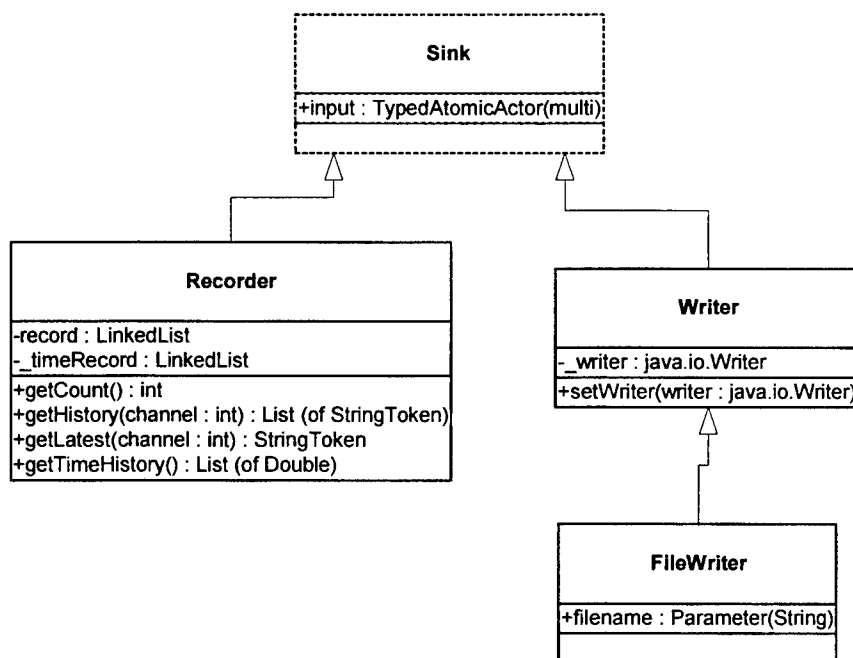 Sink
+input : TypedAtomicActor(multi)
Recorder
-record : LinkedList
-_timeRecord : LinkedList
+getCount() : int
+getHistory(channel : int) : List (of StringToken)
+getLatest(channel : int) : StringToken
+getTimeHistory() : List (of Double)
Writer
-_writer : java.io.Writer
+setWriter(writer : java.io.Writer)
FileWriter
+filename : Parameter(String)